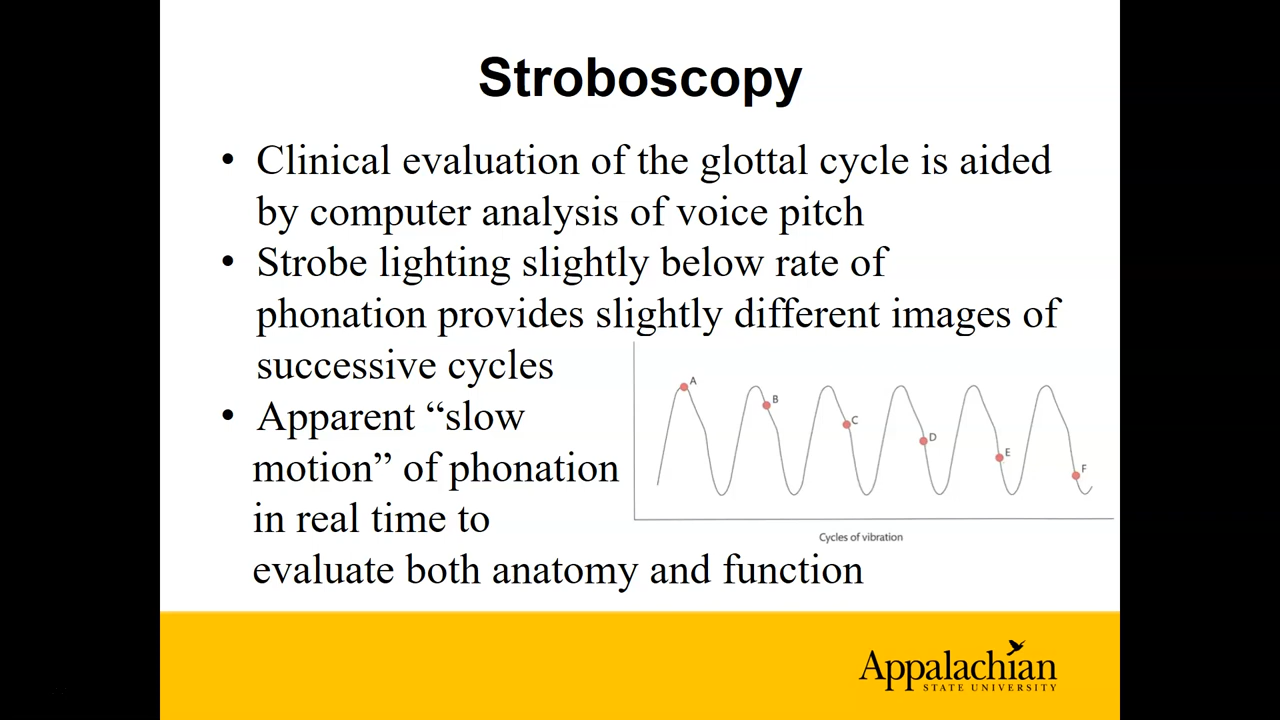 Stroboscopy
• Clinical evaluation of the glottal cycle is aided
by computer analysis of voice pitch
• Strobe lighting slightly below rate of
phonation provides slightly different images of
successive cycles
• Apparent “slow
motion” of phonation
in real time to
evaluate both anatomy and function
A
B
C
D
E
F
Cycles of vibration
Appalachian
STATE UNIVERSITY